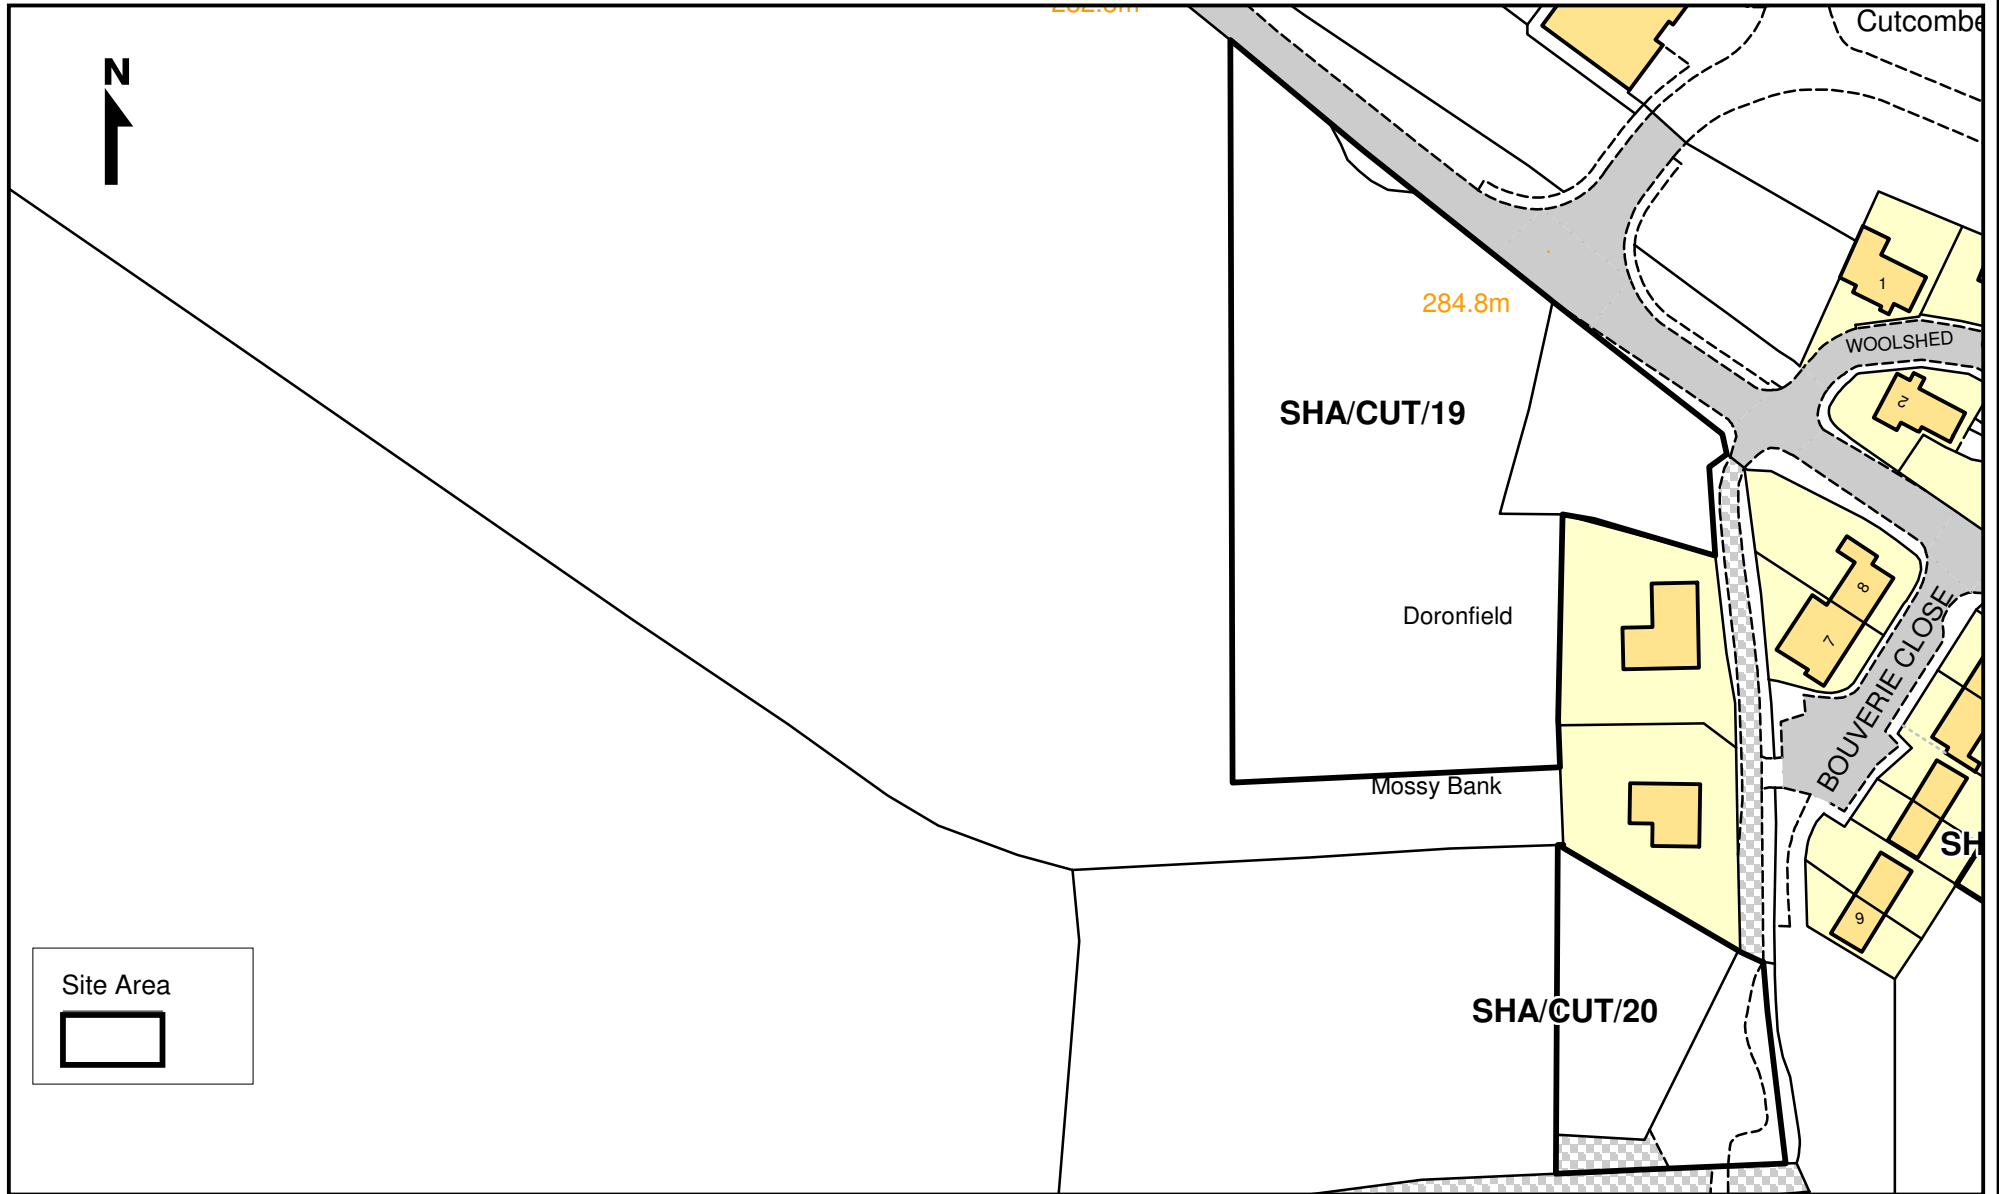 Cutcombe
N
1
284.8m
WOOLSHED
2
SHA/CUT/19
8
Doronfield
7
BOUVERIE CLOSE
Mossy Bank
SH
9
Site Area
SHA/CUT/20